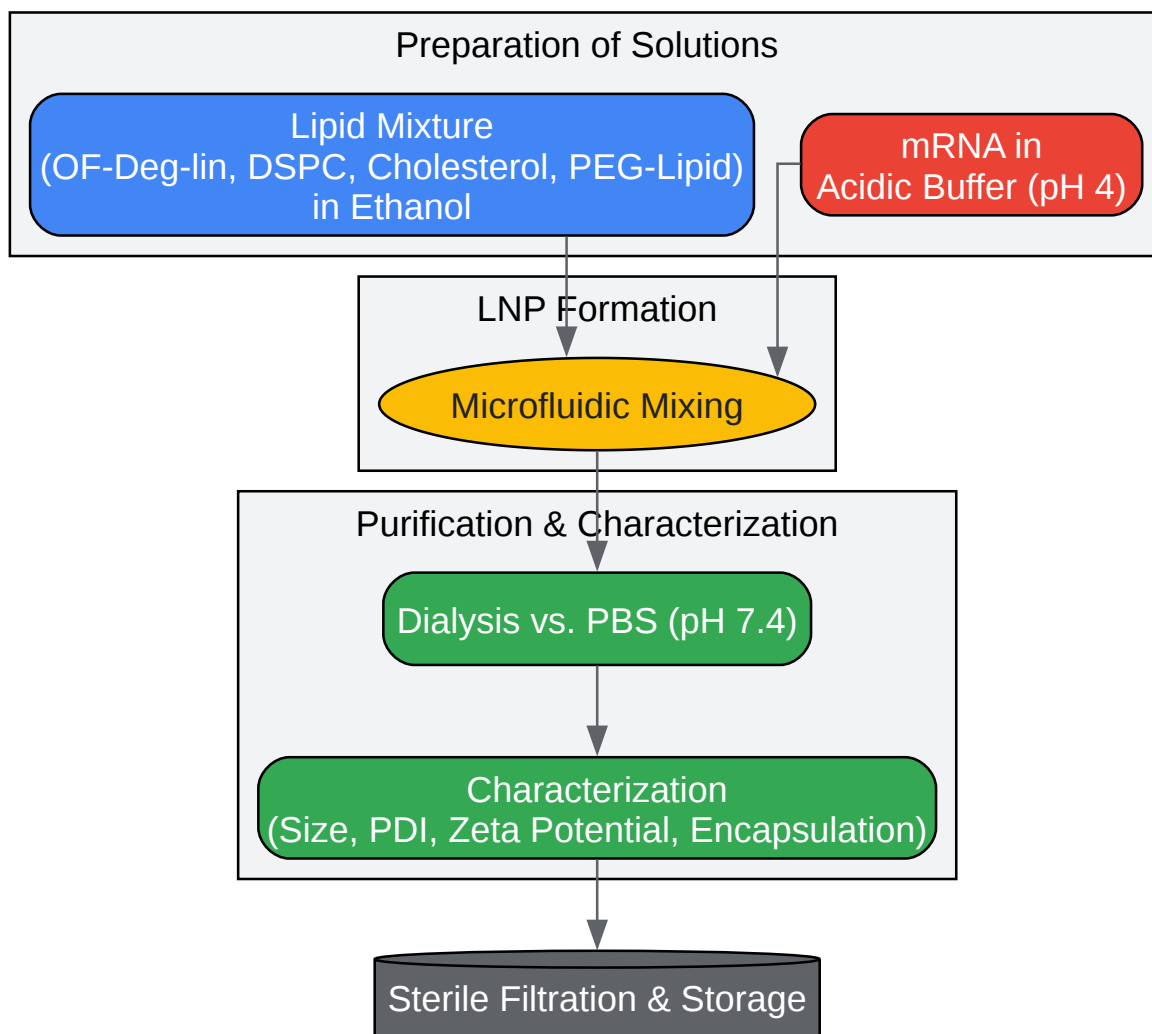 Preparation of Solutions
Lipid Mixture
(OF-Deg-lin, DSPC, Cholesterol, PEG-Lipid)
in Ethanol
mRNA in
Acidic Buffer (pH 4)
LNP Formation
Microfluidic Mixing
Purification & Characterization
Dialysis vs. PBS (pH 7.4)
Characterization
(Size, PDI, Zeta Potential, Encapsulation)
Sterile Filtration & Storage